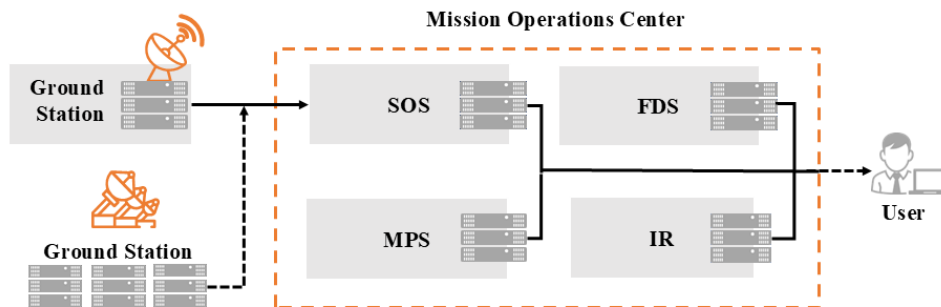 Mission Operations Center
Ground
Station
SOS
FDS
User
MPS
IR
Ground Station